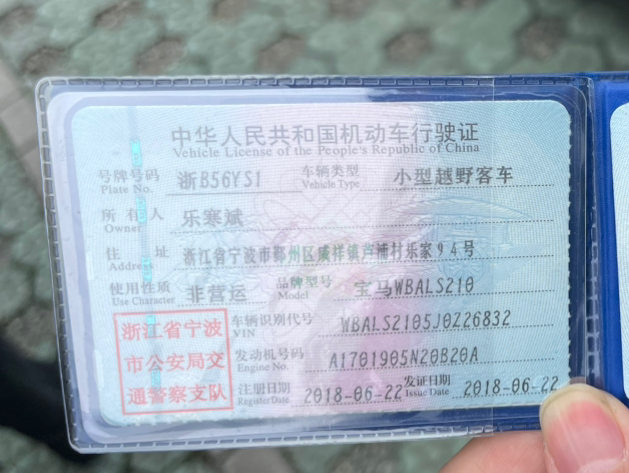 中华人民共和国机动车行驶证
Vehicle License of the People's Republic of China
号牌号码 浙B56YS1 车辆类型 小型越野客车
Plate No. Vehicle Type
所有人 乐寒斌
Owner
住址 浙江省宁波市鄞州区咸祥镇芦浦村乐家94号
Address
使用性质 非营运 品牌型号 宝马WBALS210
Use Character Model
浙江省宁波
市公安局交
通警察支队
车辆识别代号 WBALS2105J0Z26832
VIN
发动机号码 A1701905N20B20A
Engine No.
注册日期 2018-06-22 发证日期 2018-06-22
Register Date Issue Date